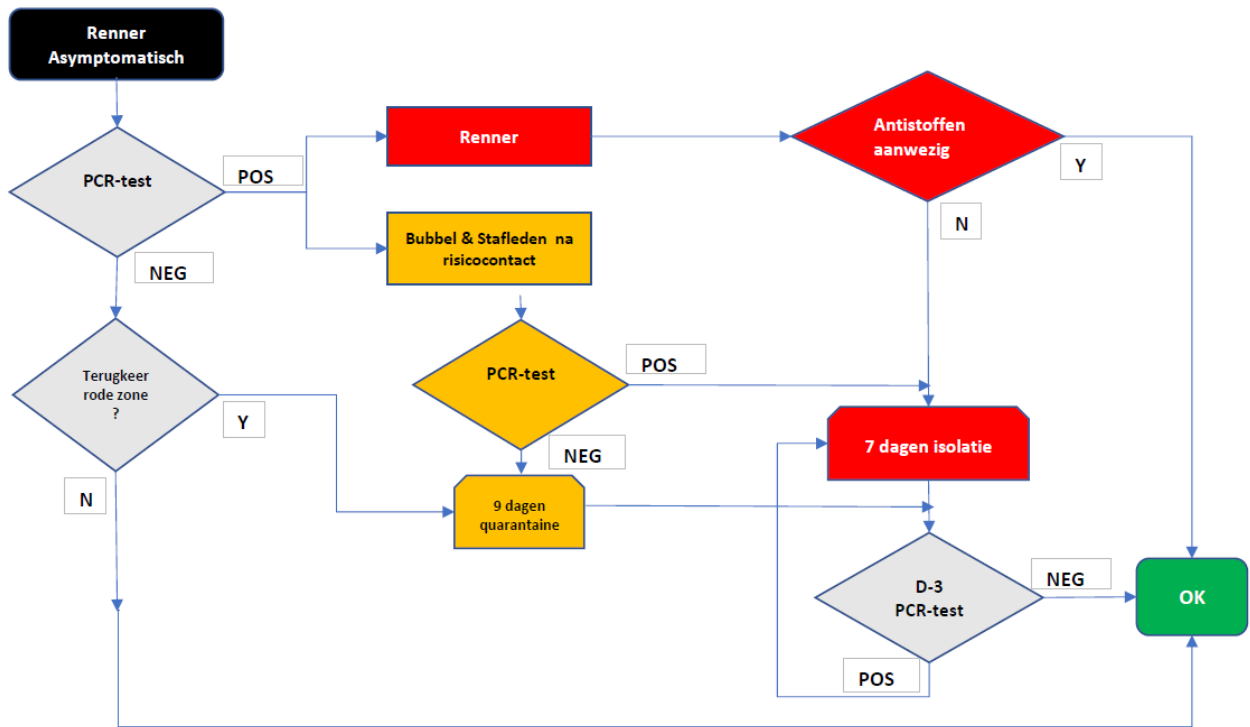 Renner
Asymptomatisch
PCR-test
POS
NEG
Renner
Antistoffen
aanwezig
Y
N
Bubbel & Stafleden na
risicocontact
PCR-test
POS
NEG
Terugkeer
rode zone
?
Y
N
9 dagen
quarantaine
7 dagen isolatie
D-3
PCR-test
NEG
POS
OK